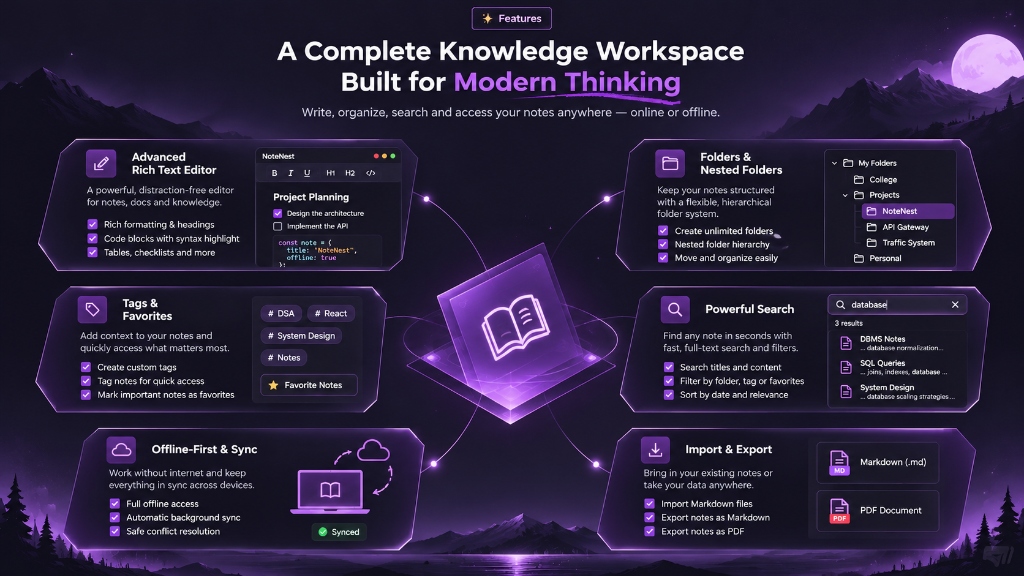 Features
A Complete Knowledge Workspace
Built for Modern Thinking
Write, organize, search and access your notes anywhere — online or offline.
Advanced
Rich Text Editor
A powerful, distraction-free editor
for notes, docs and knowledge.
Rich formatting & headings
Code blocks with syntax highlight
Tables, checklists and more
NoteNest
B I U H1 H2 </>
Project Planning
Design the architecture
Implement the API
const note = {
title: "NoteNest",
offline: true
};
Folders &
Nested Folders
Keep your notes structured
with a flexible, hierarchical
folder system.
Create unlimited folders
Nested folder hierarchy
Move and organize easily
My Folders
College
Projects
NoteNest
API Gateway
Traffic System
Personal
Tags &
Favorites
Add context to your notes and
quickly access what matters most.
Create custom tags
Tag notes for quick access
Mark important notes as favorites
# DSA
# React
# System Design
# Notes
Favorite Notes
Powerful Search
Find any note in seconds with
fast, full-text search and filters.
Search titles and content
Filter by folder, tag or favorites
Sort by date and relevance
database
3 results
DBMS Notes
... database normalization...
SQL Queries
... joins, indexes, database ...
System Design
... database scaling strategies...
Offline-First & Sync
Work without internet and keep
everything in sync across devices.
Full offline access
Automatic background sync
Safe conflict resolution
Synced
Import & Export
Bring in your existing notes or
take your data anywhere.
Import Markdown files
Export notes as Markdown
Export notes as PDF
MD
Markdown (.md)
PDF
PDF Document